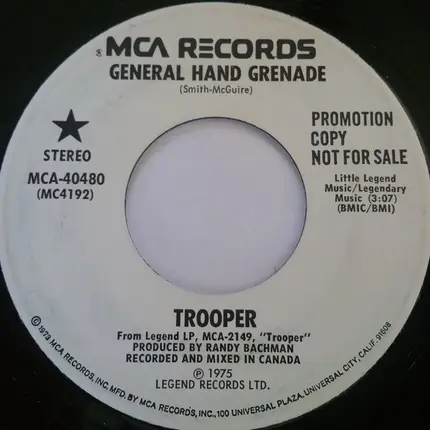 MCA RECORDS
GENERAL HAND GRENADE
(Smith-McGuire)
★
STEREO
MCA-40480
(MC4192)
PROMOTION
COPY
NOT FOR SALE
Little Legend
Music/Legendary
Music (3:07)
(BMIC/BMI)
TROOPER
From Legend LP, MCA-2149, "Trooper"
PRODUCED BY RANDY BACHMAN
RECORDED AND MIXED IN CANADA
Ⓟ 1975
LEGEND RECORDS LTD.
©1973 MCA RECORDS, INC. MFD. BY MCA RECORDS, INC., 100 UNIVERSAL PLAZA, UNIVERSAL CITY, CALIF. 91608